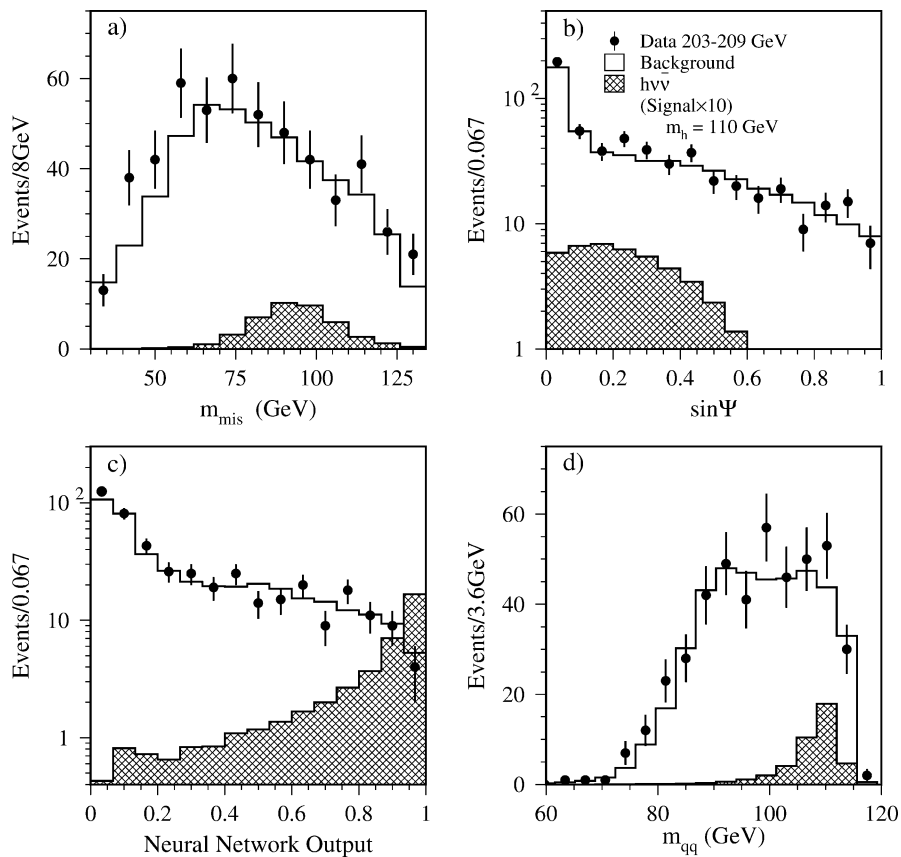 a)
Events/8GeV
60
40
20
0
50
75
100
125
m_mis (GeV)
b)
Data 203-209 GeV
Background
hνν̄
(Signal×10)
m_h = 110 GeV
Events/0.067
10^2
10
1
0
0.2
0.4
0.6
0.8
1
sinΨ
c)
Events/0.067
10^2
10
1
0
0.2
0.4
0.6
0.8
1
Neural Network Output
d)
Events/3.6GeV
60
40
20
0
60
80
100
120
m_qq (GeV)